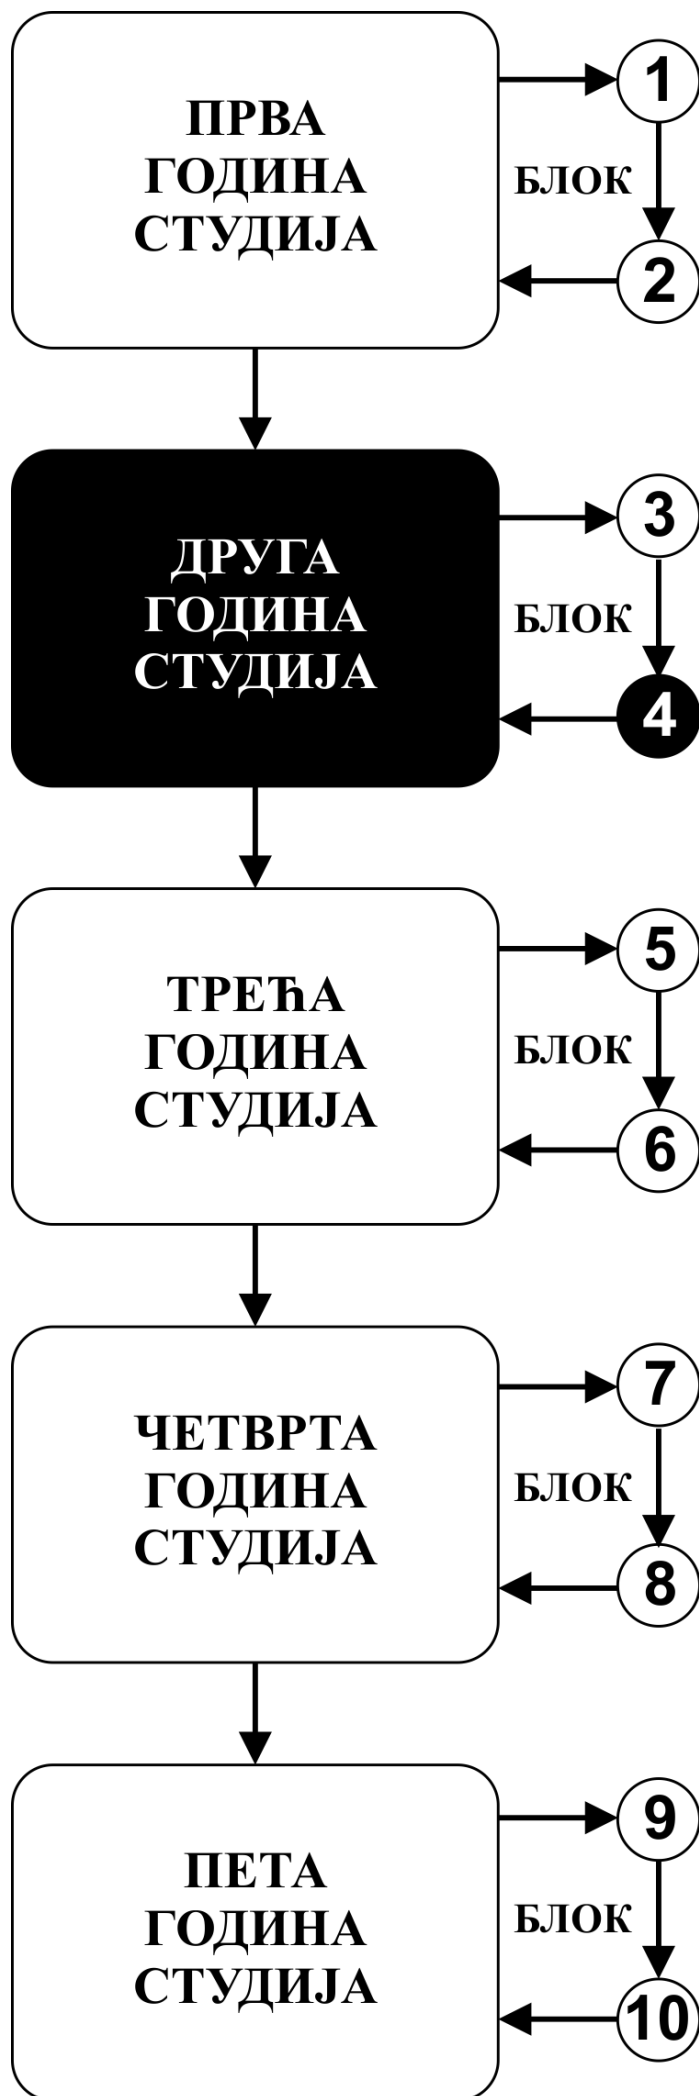 ПРВА
ГОДИНА
СТУДИЈА
1
БЛОК
2
ДРУГА
ГОДИНА
СТУДИЈА
3
БЛОК
4
ТРЕЋА
ГОДИНА
СТУДИЈА
5
БЛОК
6
ЧЕТВРТА
ГОДИНА
СТУДИЈА
7
БЛОК
8
ПЕТА
ГОДИНА
СТУДИЈА
9
БЛОК
10